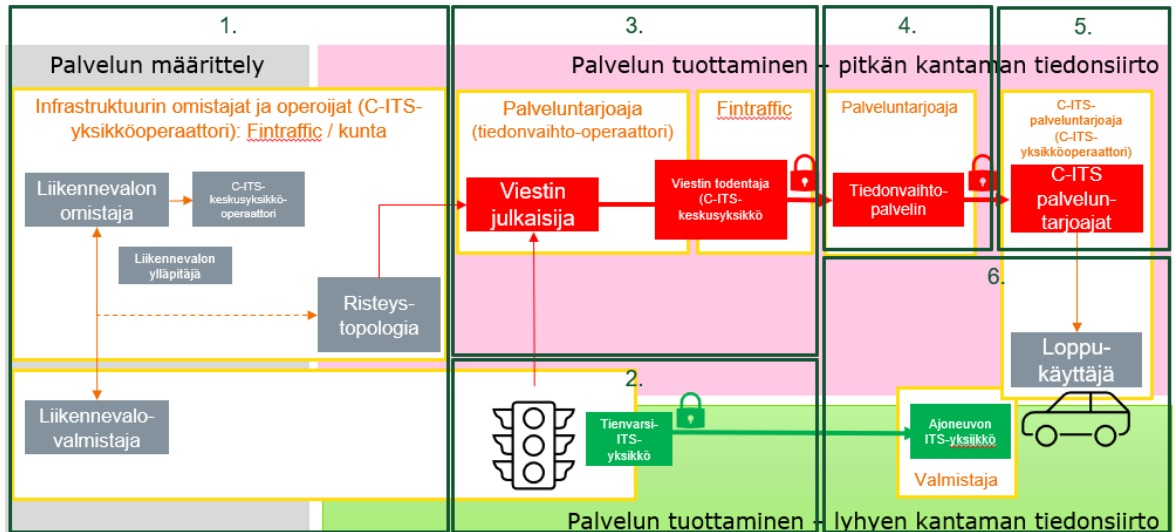 1.
3.
4.
5.
Palvelun määrittely
Palvelun tuottaminen – pitkän kantaman tiedonsiirto
Infrastruktuurin omistajat ja operoijat (C-ITS-
yksikköoperaattori): Fintraffic / kunta
Palveluntarjoaja
(tiedonvaihto-operaattori)
Fintraffic
Palveluntarjoaja
C-ITS-
palveluntarjoaja
(C-ITS-
yksikköoperaattori)
Liikennevalon
omistaja
C-ITS-
keskusyksikkö-
operaattori
Viestin
julkaisija
Viestin todentaja
(C-ITS-
keskusyksikkö
Tiedonvaihto-
palvelin
C-ITS
palvelun-
tarjoajat
Liikennevalon
ylläpitäjä
6.
Risteys-
topologia
Loppu-
käyttäjä
2.
Liikennevalo-
valmistaja
Tienvarsi-
ITS-
yksikkö
Ajoneuvon
ITS-yksijkkö
Valmistaja
Palvelun tuottaminen – lyhyen kantaman tiedonsiirto